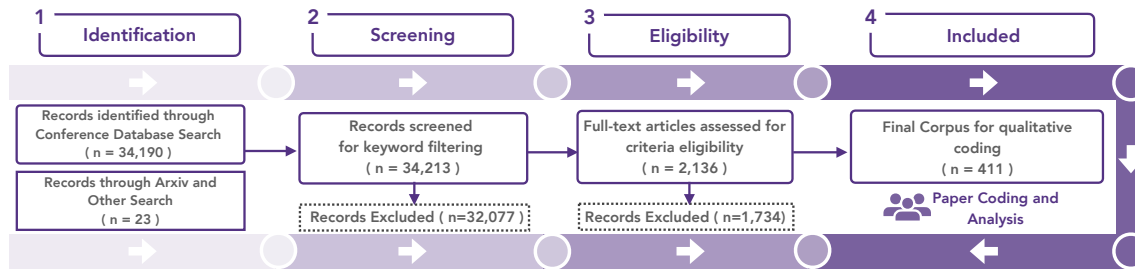 1
Identification
2
Screening
3
Eligibility
4
Included
Records identified through
Conference Database Search
( n = 34,190 )
Records through Arxiv and
Other Search
( n = 23 )
Records screened
for keyword filtering
( n = 34,213 )
Records Excluded ( n=32,077 )
Full-text articles assessed for
criteria eligibility
( n = 2,136 )
Records Excluded ( n=1,734)
Final Corpus for qualitative
coding
( n = 411 )
Paper Coding and
Analysis